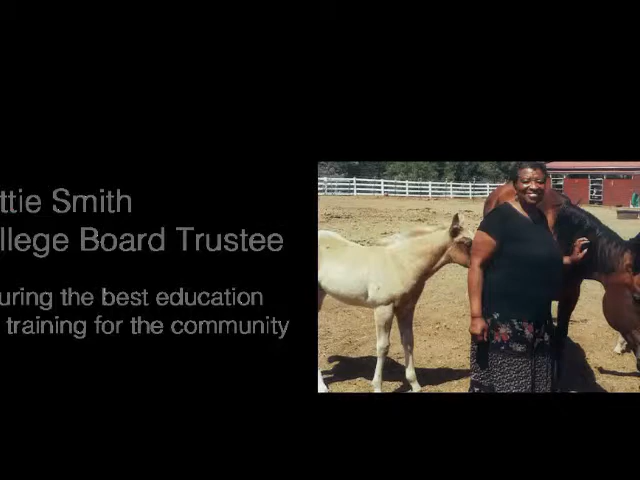 ttie Smith
llege Board Trustee
uring the best education
training for the community